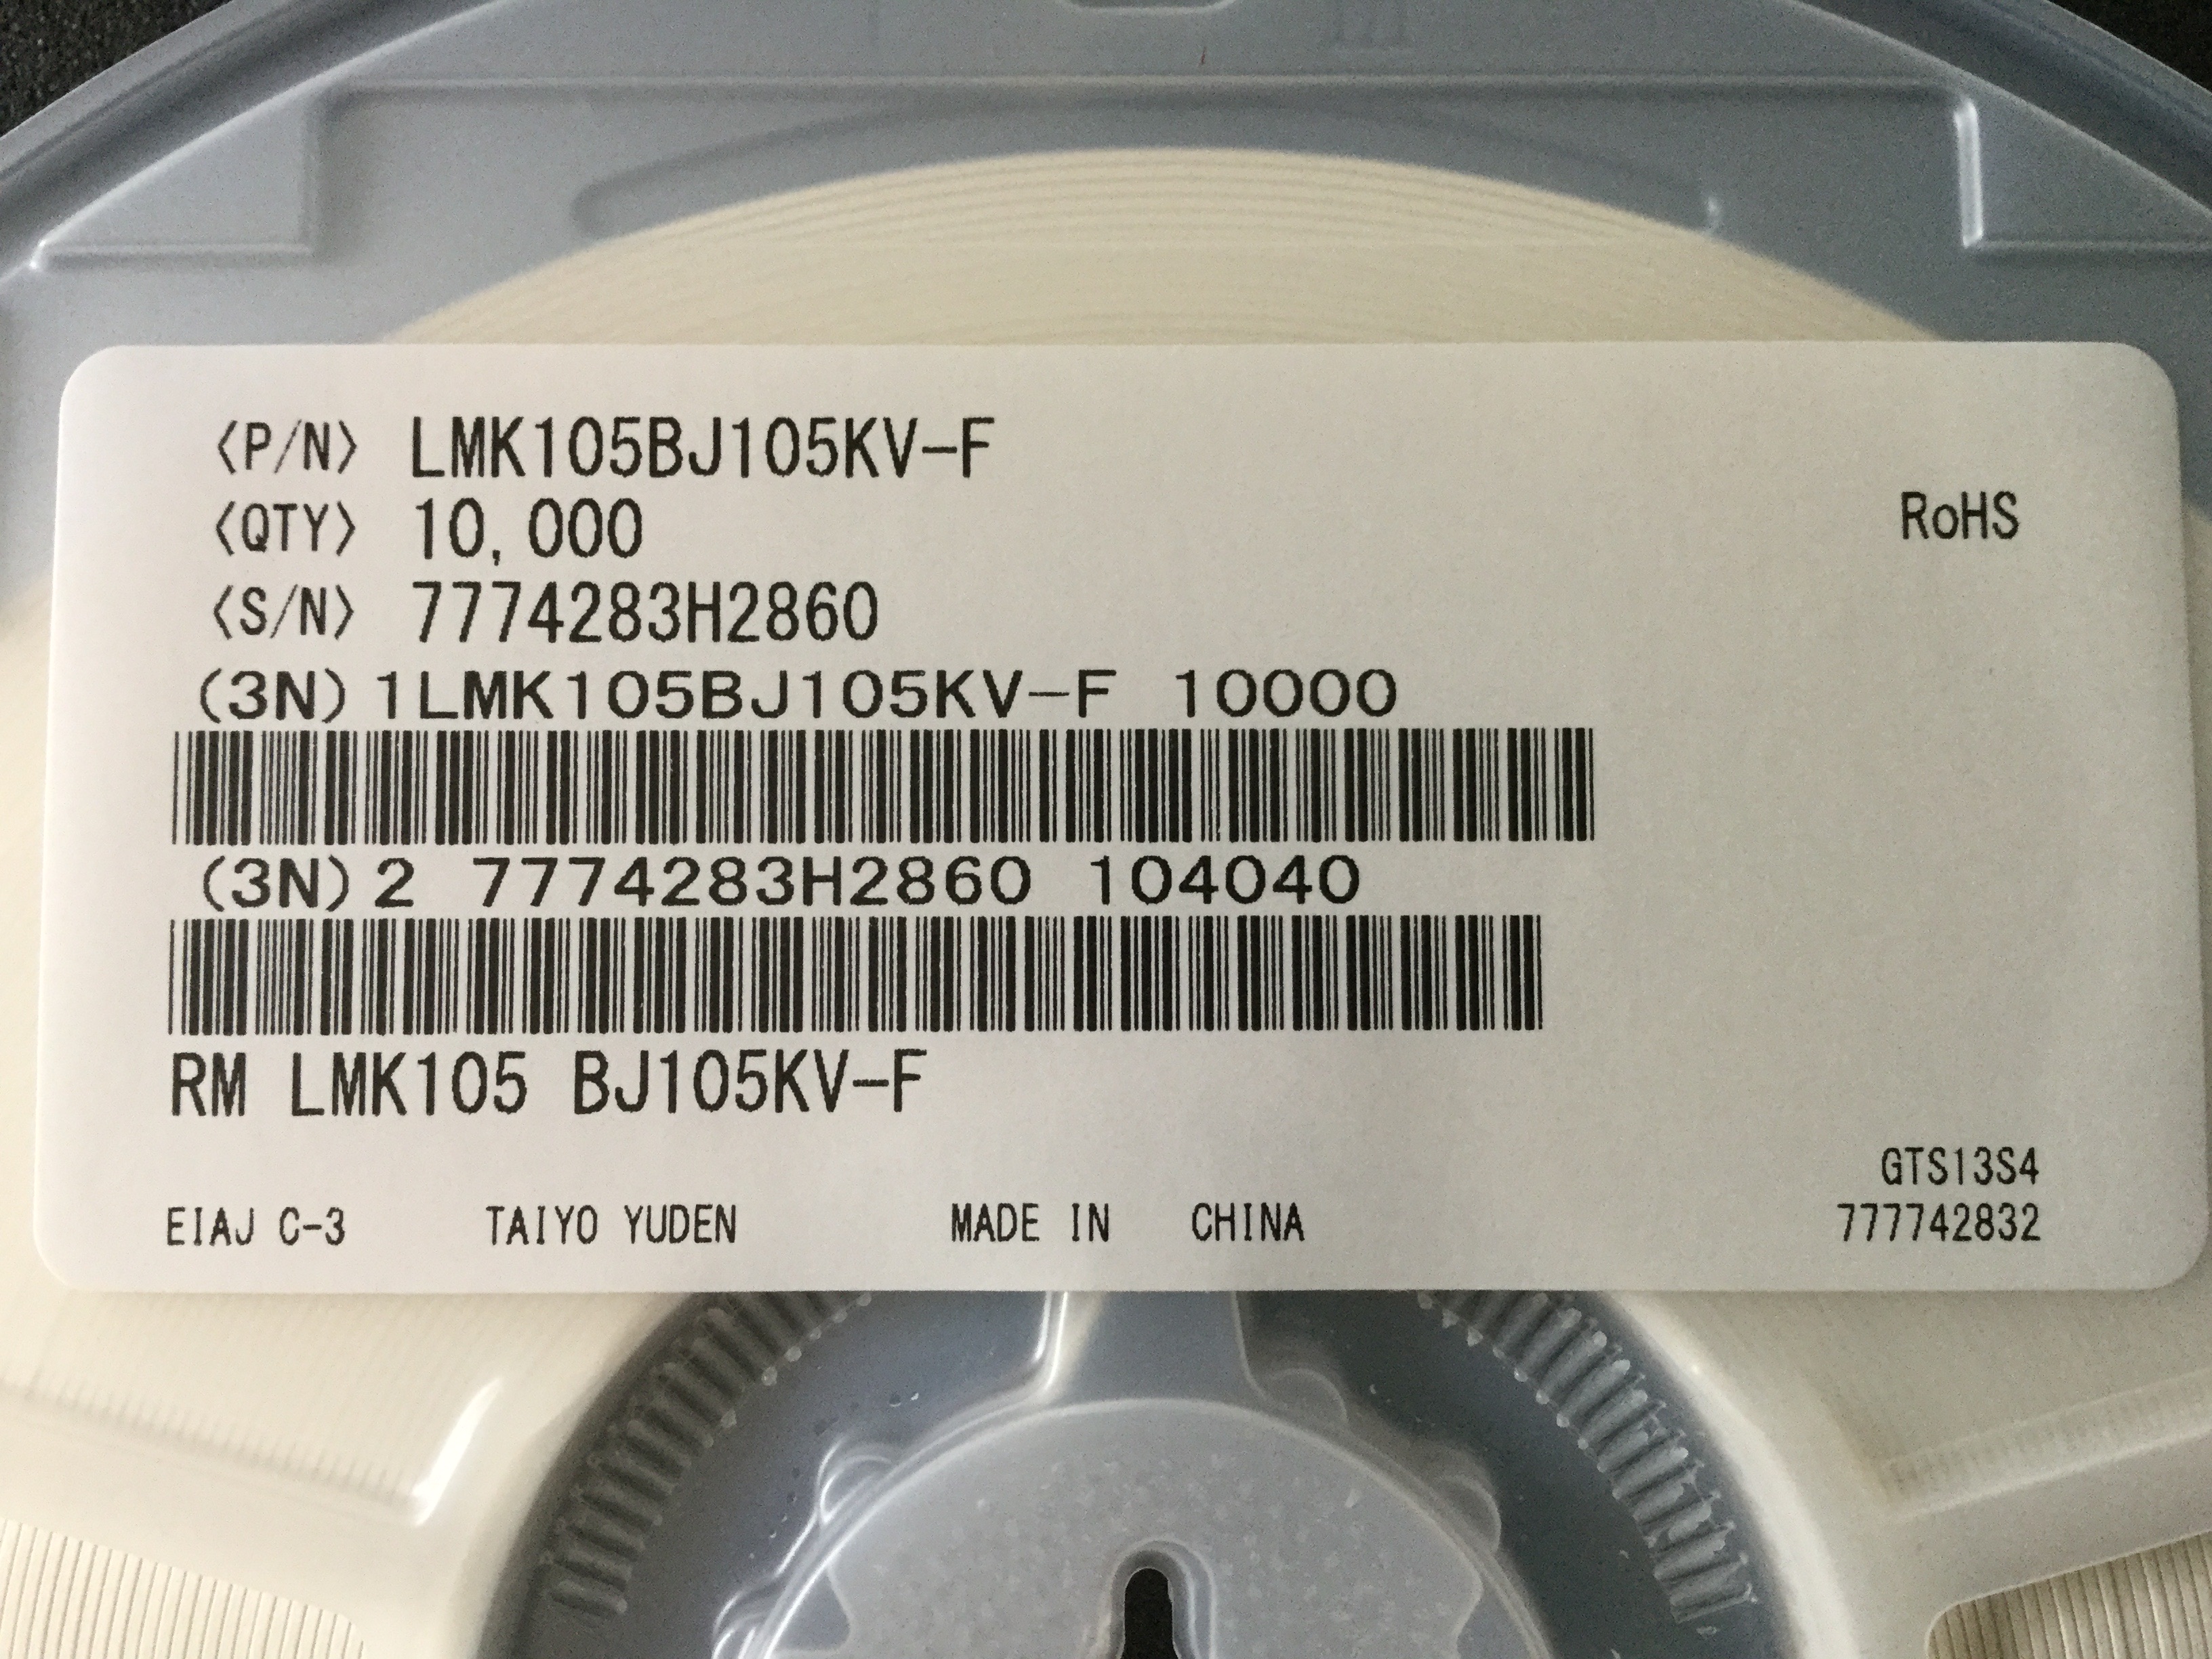 〈P/N〉 LMK105BJ105KV-F
〈QTY〉 10,000
RoHS
〈S/N〉 7774283H2860
(3N)1LMK105BJ105KV-F 10000
(3N)2 7774283H2860 104040
RM LMK105 BJ105KV-F
GTS13S4
EIAJ C-3 TAIYO YUDEN MADE IN CHINA 777742832